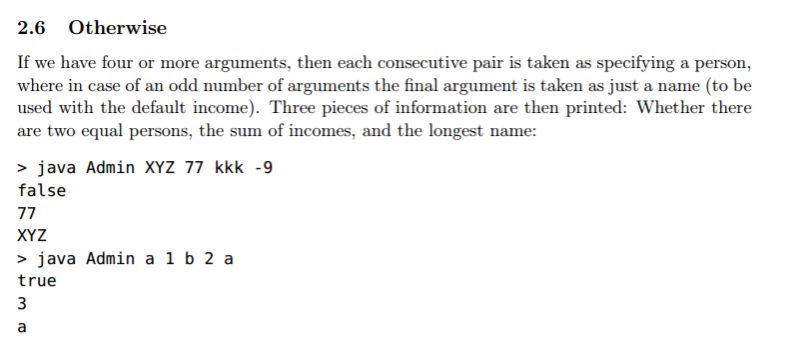 2.6 Otherwise
If we have four or more arguments, then each consecutive pair is taken as specifying a person,
where in case of an odd number of arguments the final argument is taken as just a name (to be
used with the default income). Three pieces of information are then printed: Whether there
are two equal persons, the sum of incomes, and the longest name:
> java Admin XYZ 77 kkk -9
false
77
XYZ
> java Admin a 1 b 2 a
true
3
a